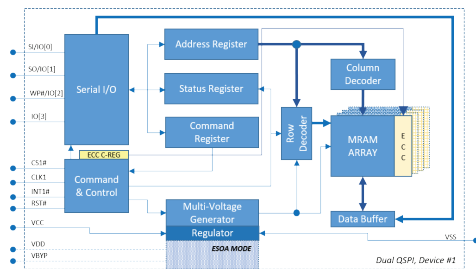 SI/IO[0]
SO/IO[1]
WP#/IO[2]
IO[3]
CS1#
CLK1
INT1#
RST#
VCC
VDD
VBYP
Serial I/O
ECC C-REG
Command
& Control
Address Register
Status Register
Command
Register
Multi-Voltage
Generator
Regulator
ESOA MODE
Row
Decoder
Column
Decoder
MRAM
ARRAY
E C C
Data Buffer
VSS
Dual QSPI, Device #1